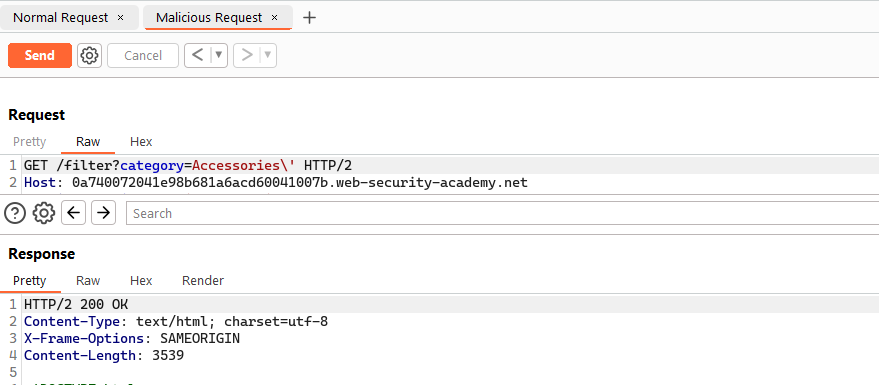 Normal Request × Malicious Request × +
Send Cancel < ▼ > ▼
Request
Pretty Raw Hex
1 GET /filter?category=Accessories\' HTTP/2
2 Host: 0a740072041e98b681a6acd60041007b.web-security-academy.net
? ← → Search
Response
Pretty Raw Hex Render
1 HTTP/2 200 OK
2 Content-Type: text/html; charset=utf-8
3 X-Frame-Options: SAMEORIGIN
4 Content-Length: 3539
5